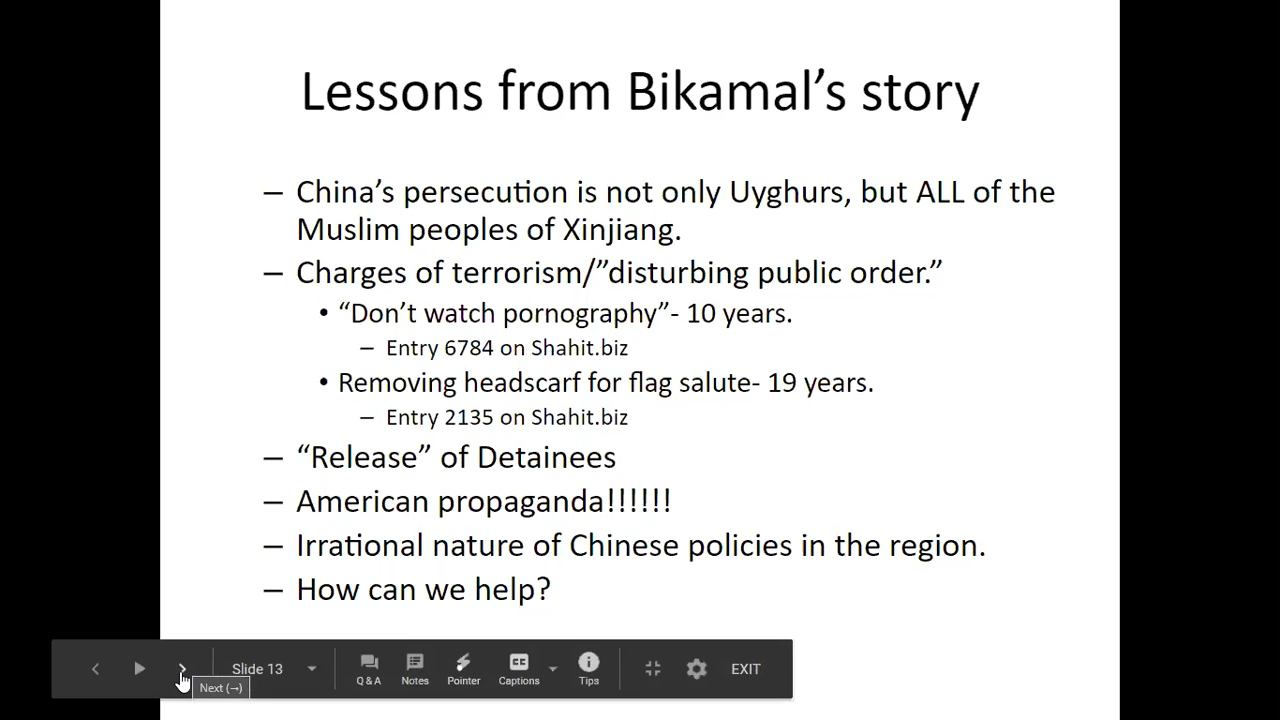 Lessons from Bikamal’s story
– China’s persecution is not only Uyghurs, but ALL of the
Muslim peoples of Xinjiang.
– Charges of terrorism/”disturbing public order.”
• “Don’t watch pornography”- 10 years.
– Entry 6784 on Shahit.biz
• Removing headscarf for flag salute- 19 years.
– Entry 2135 on Shahit.biz
– “Release” of Detainees
– American propaganda!!!!!!
– Irrational nature of Chinese policies in the region.
– How can we help?
Slide 13
Q&A Notes Pointer Captions Tips EXIT
Next (→)